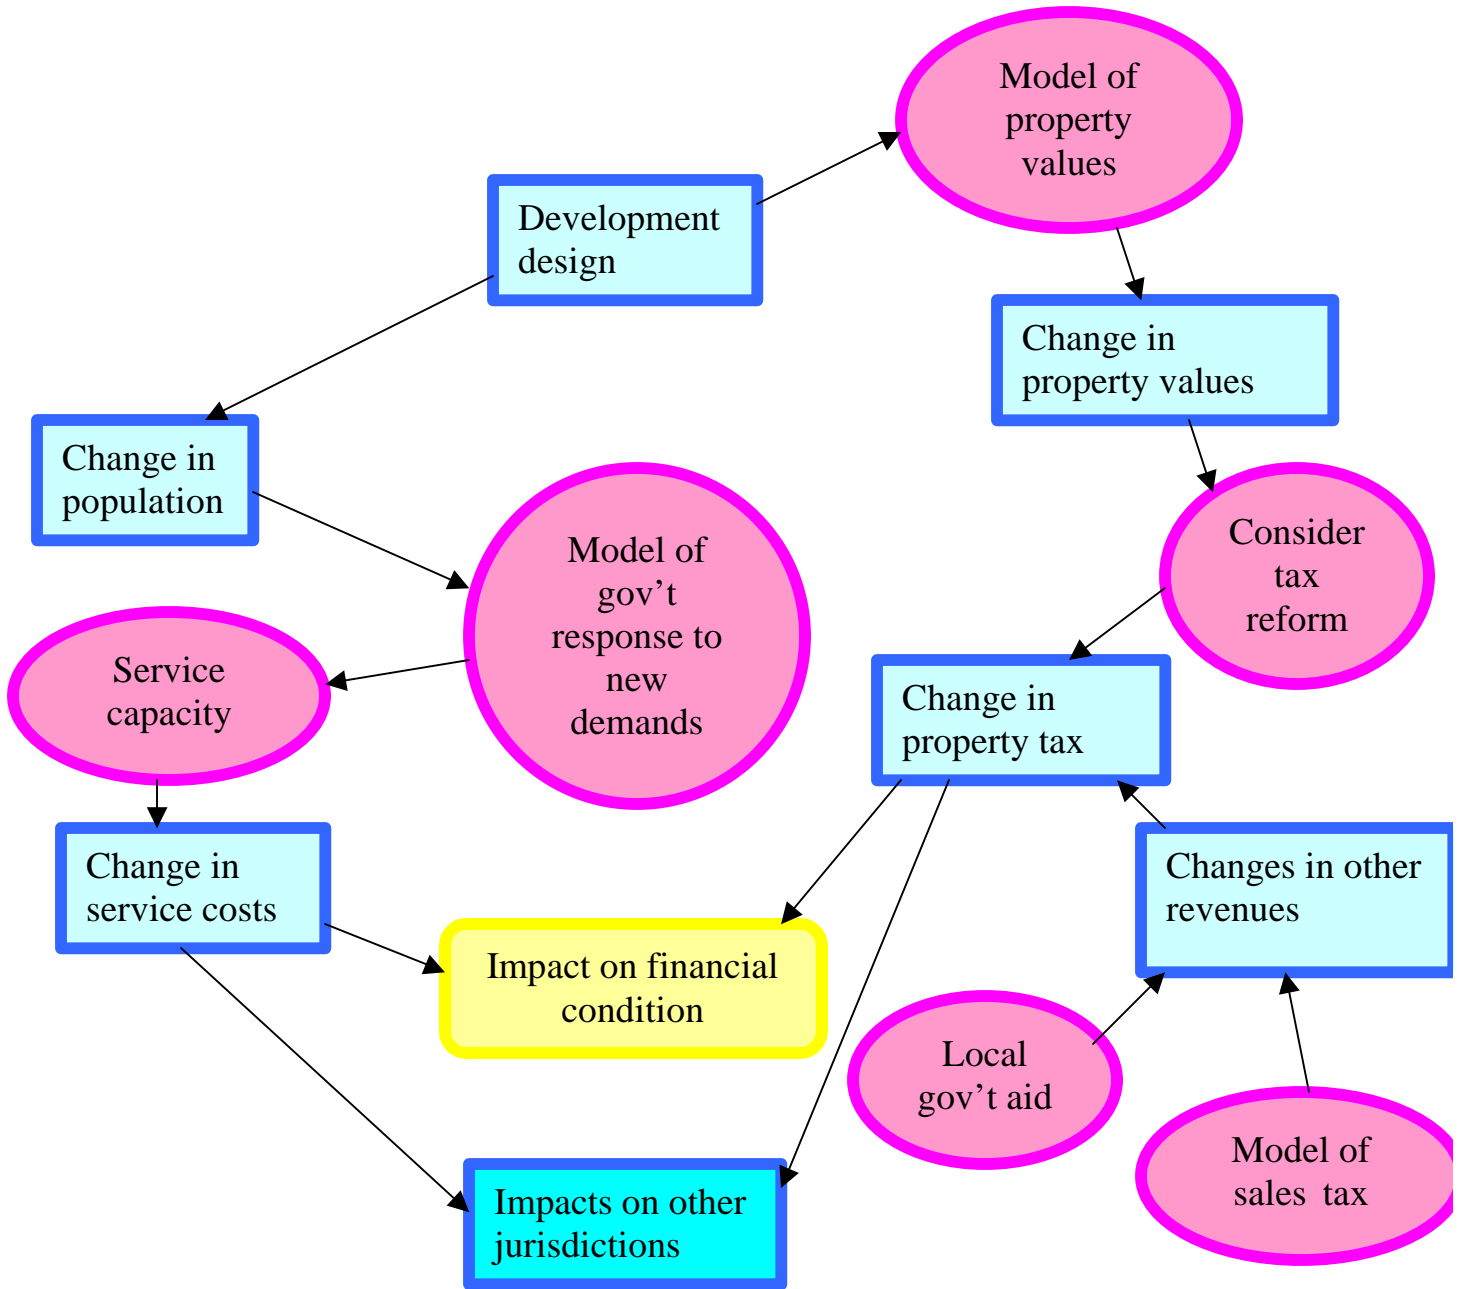 Model of
property
values
Development
design
Change in
property values
Change in
population
Model of
gov’t
response to
new
demands
Consider
tax
reform
Service
capacity
Change in
property tax
Change in
service costs
Changes in other
revenues
Impact on financial
condition
Local
gov’t aid
Model of
sales tax
Impacts on other
jurisdictions